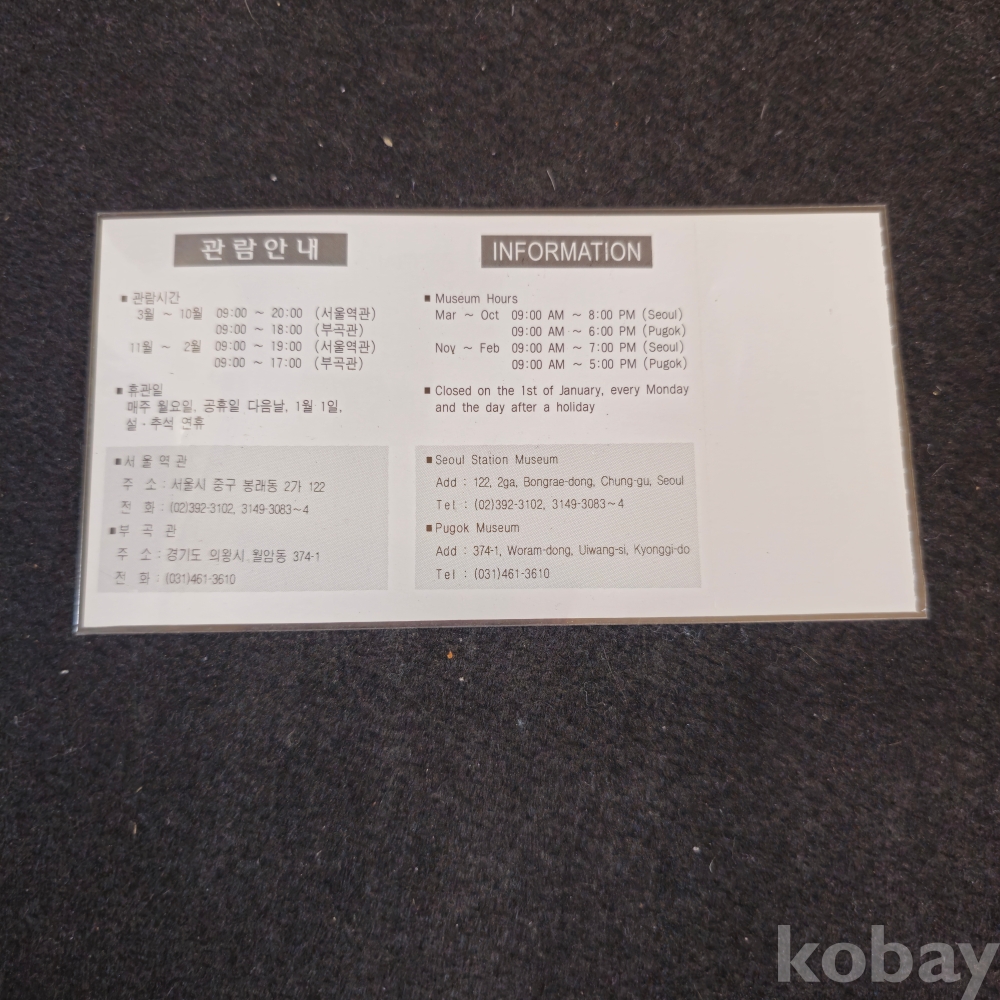 관람안내
■ 관람시간
3월 ~ 10월 09:00 ~ 20:00 (서울역관)
09:00 ~ 18:00 (부곡관)
11월 ~ 2월 09:00 ~ 19:00 (서울역관)
09:00 ~ 17:00 (부곡관)
■ 휴관일
매주 월요일, 공휴일 다음날, 1월 1일,
설·추석 연휴
■ 서울역관
주 소 : 서울시 중구 봉래동 2가 122
전 화 : (02)392-3102, 3149-3083~4
■ 부곡관
주 소 : 경기도 의왕시 월암동 374-1
전 화 : (031)461-3610
INFORMATION
■ Museum Hours
Mar ~ Oct 09:00 AM ~ 8:00 PM (Seoul)
09:00 AM ~ 6:00 PM (Pugok)
Nov ~ Feb 09:00 AM ~ 7:00 PM (Seoul)
09:00 AM ~ 5:00 PM (Pugok)
■ Closed on the 1st of January, every Monday
and the day after a holiday
■ Seoul Station Museum
Add : 122, 2ga, Bongrae-dong, Chung-gu, Seoul
Tel : (02)392-3102, 3149-3083~4
■ Pugok Museum
Add : 374-1, Woram-dong, Uiwang-si, Kyonggi-do
Tel : (031)461-3610
kobay